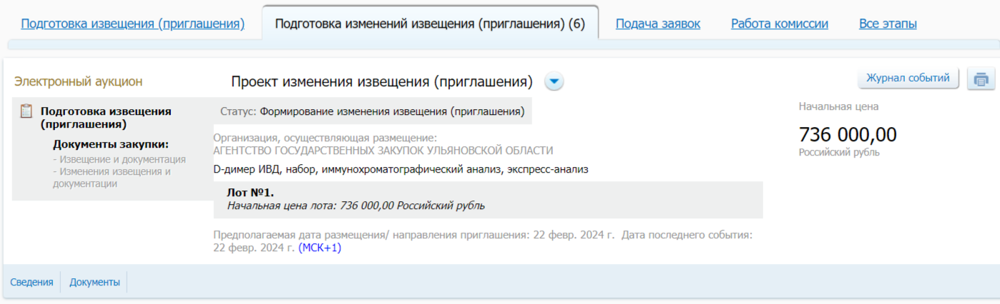 Подготовка извещения (приглашения)
Подготовка изменений извещения (приглашения) (6)
Подача заявок
Работа комиссии
Все этапы
Электронный аукцион
Проект изменения извещения (приглашения)
Журнал событий
Подготовка извещения
(приглашения)
Документы закупки:
- Извещение и документация
- Изменения извещения и
документации
Статус: Формирование изменения извещения (приглашения)
Организация, осуществляющая размещение:
АГЕНТСТВО ГОСУДАРСТВЕННЫХ ЗАКУПОК УЛЬЯНОВСКОЙ ОБЛАСТИ
D-димер ИВД, набор, иммунохроматографический анализ, экспресс-анализ
Лот №1.
Начальная цена лота: 736 000,00 Российский рубль
Предполагаемая дата размещения/ направления приглашения: 22 февр. 2024 г. Дата последнего события:
22 февр. 2024 г. (МСК+1)
Начальная цена
736 000,00
Российский рубль
Сведения
Документы